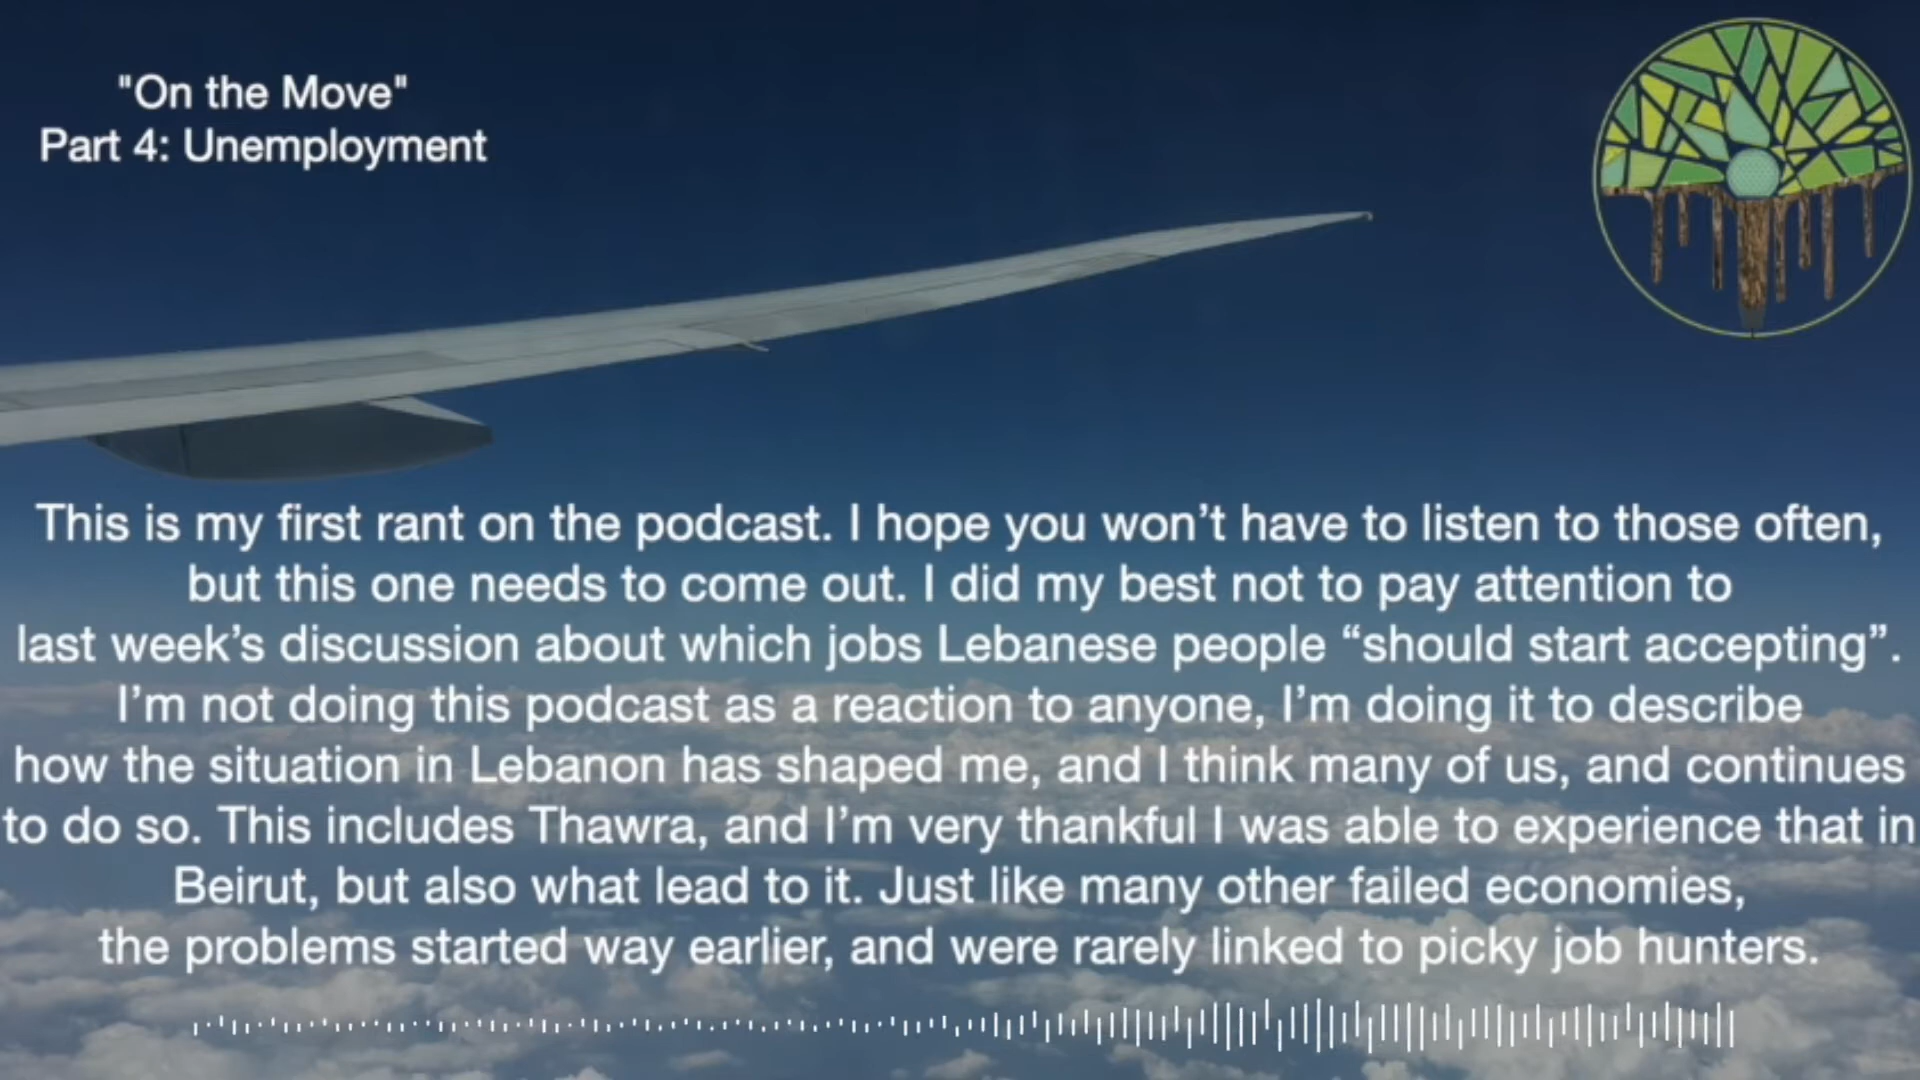 "On the Move"
Part 4: Unemployment
This is my first rant on the podcast. I hope you won’t have to listen to those often,
but this one needs to come out. I did my best not to pay attention to
last week’s discussion about which jobs Lebanese people “should start accepting”.
I’m not doing this podcast as a reaction to anyone, I’m doing it to describe
how the situation in Lebanon has shaped me, and I think many of us, and continues
to do so. This includes Thawra, and I’m very thankful I was able to experience that in
Beirut, but also what lead to it. Just like many other failed economies,
the problems started way earlier, and were rarely linked to picky job hunters.